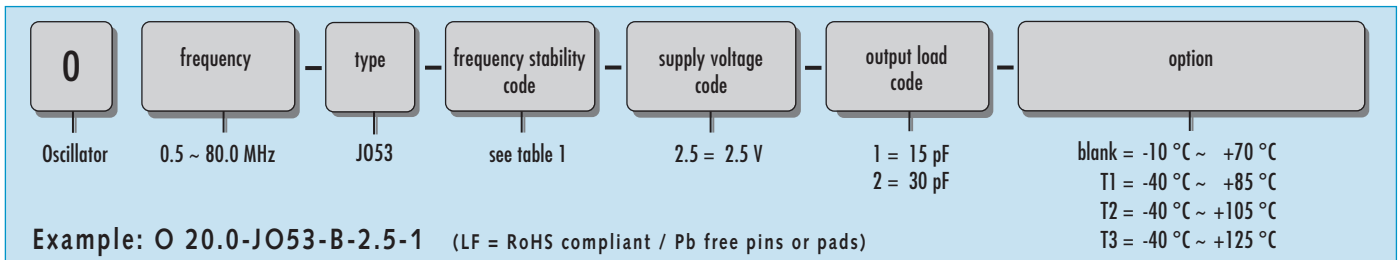 O
frequency
type
frequency stability
code
supply voltage
code
output load
code
option
Oscillator
0.5 ~ 80.0 MHz
JO53
see table 1
2.5 = 2.5 V
1 = 15 pF
2 = 30 pF
blank = -10 °C ~ +70 °C
T1 = -40 °C ~ +85 °C
T2 = -40 °C ~ +105 °C
T3 = -40 °C ~ +125 °C
Example: O 20.0-JO53-B-2.5-1 (LF = RoHS compliant / Pb free pins or pads)